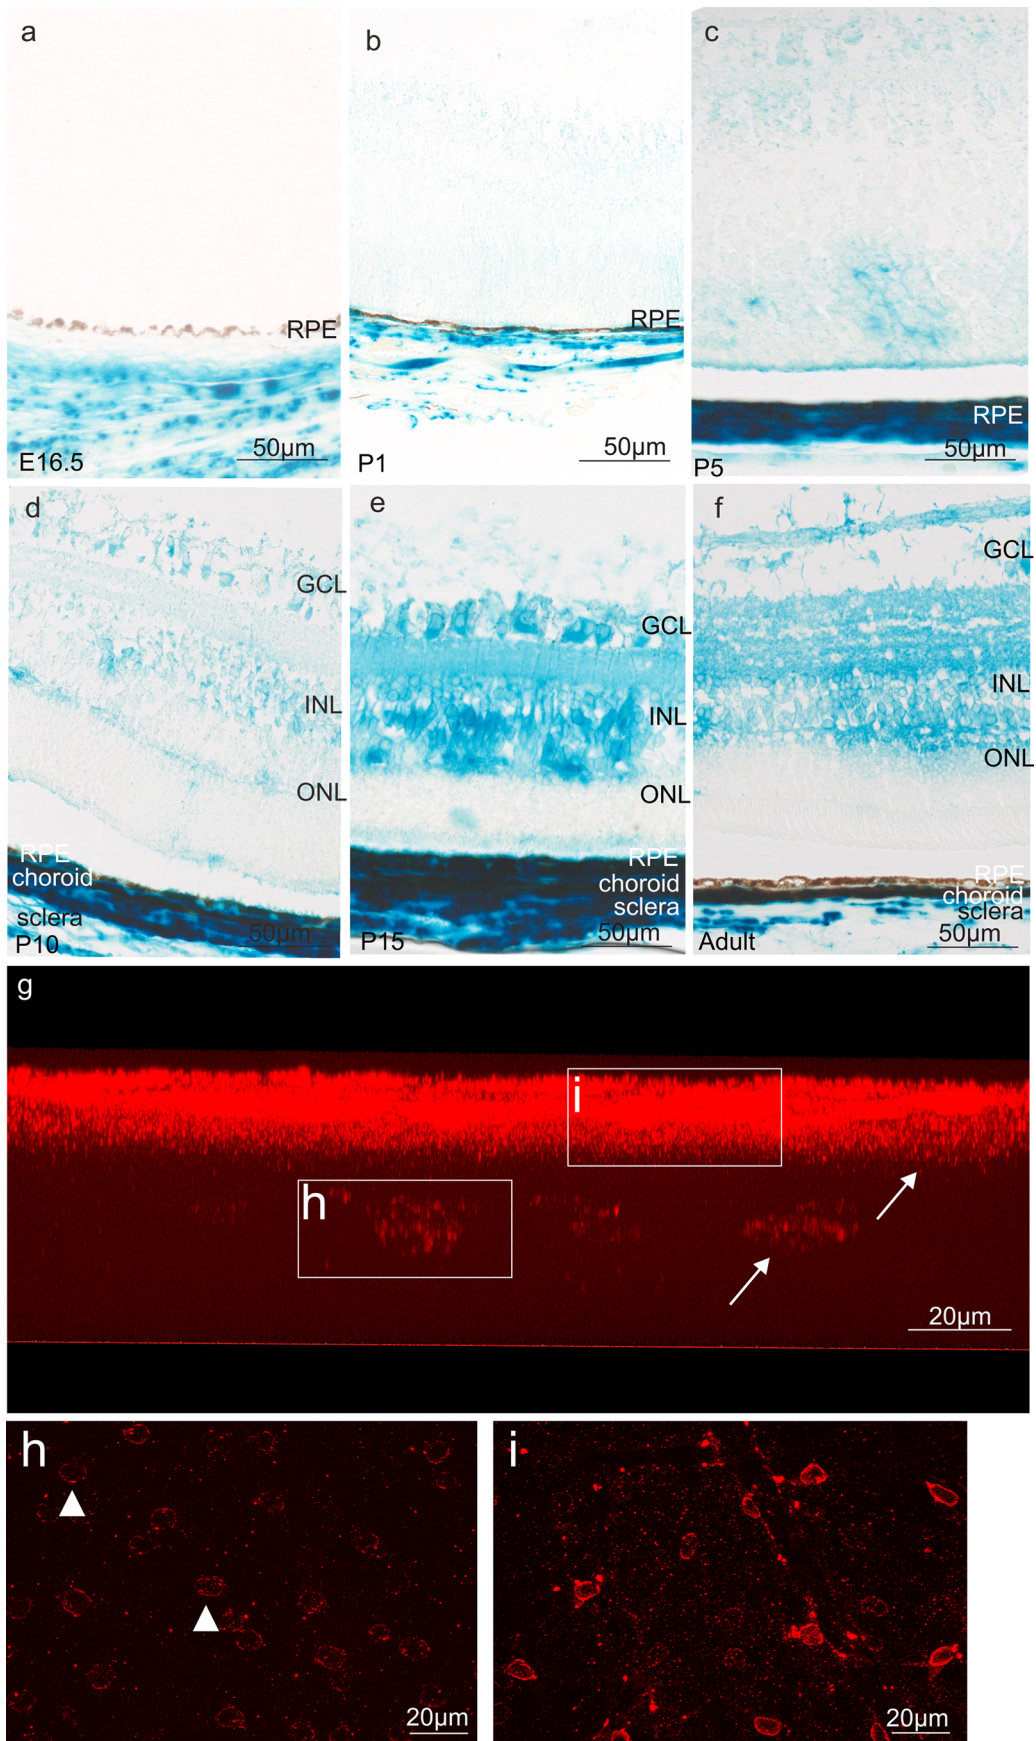 a
RPE
50µm
E16.5
b
RPE
50µm
P1
c
RPE
50µm
P5
d
GCL
INL
ONL
RPE
choroid
sclera
50µm
P10
e
GCL
INL
ONL
RPE
choroid
sclera
50µm
P15
f
GCL
INL
ONL
RPE
choroid
sclera
50µm
Adult
g
i
h
20µm
h
20µm
i
20µm